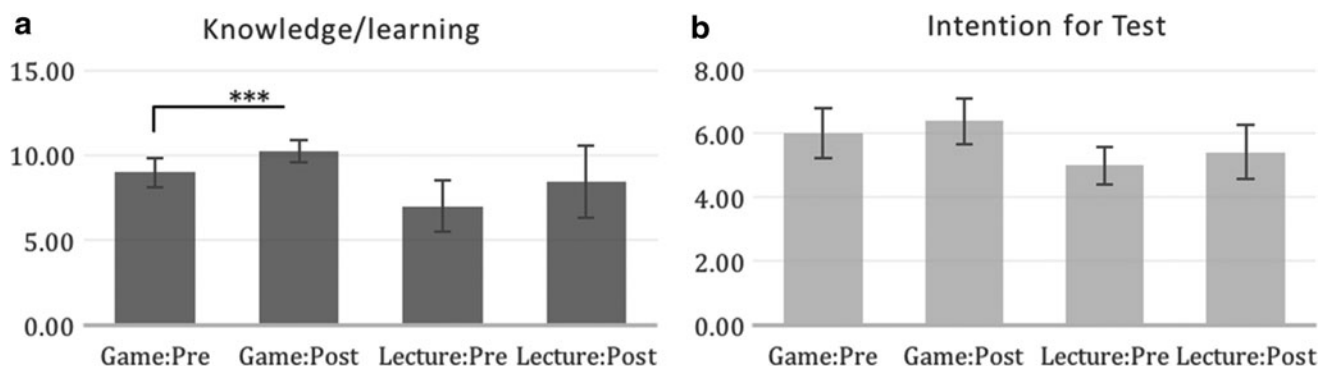 a Knowledge/learning
15.00
***
10.00
5.00
0.00
Game:Pre Game:Post Lecture:Pre Lecture:Post
b Intention for Test
8.00
6.00
4.00
2.00
0.00
Game:Pre Game:Post Lecture:Pre Lecture:Post